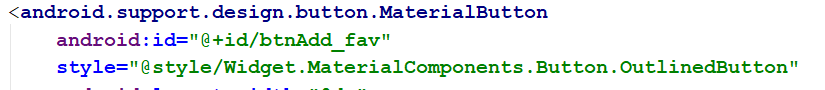 <android.support.design.button.MaterialButton
android:id="@+id/btnAdd_fav"
style="@style/Widget.MaterialComponents.Button.OutlinedButton"